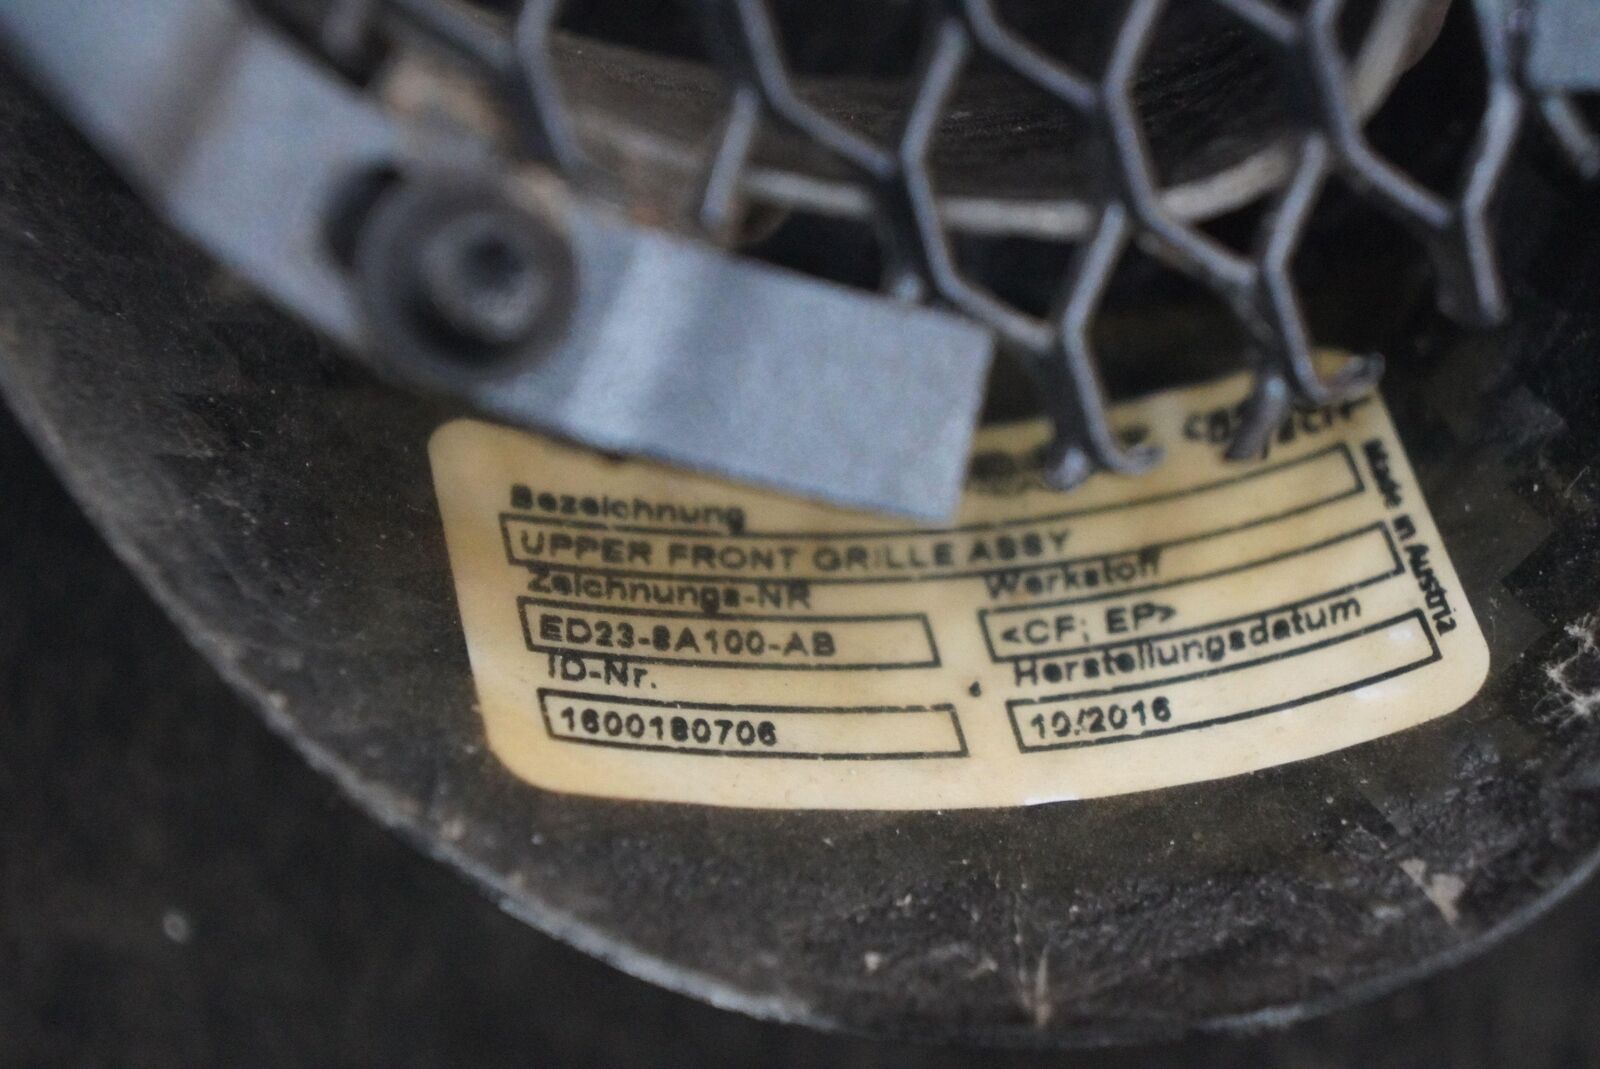 Bezeichnung
UPPER FRONT GRILLE ASSY
Zeichnungs-NR
Werkstoff
ED23-8A100-AB
<CF; EP>
ID-Nr.
Herstellungsdatum
1600180706
10/2016
Made in Austria